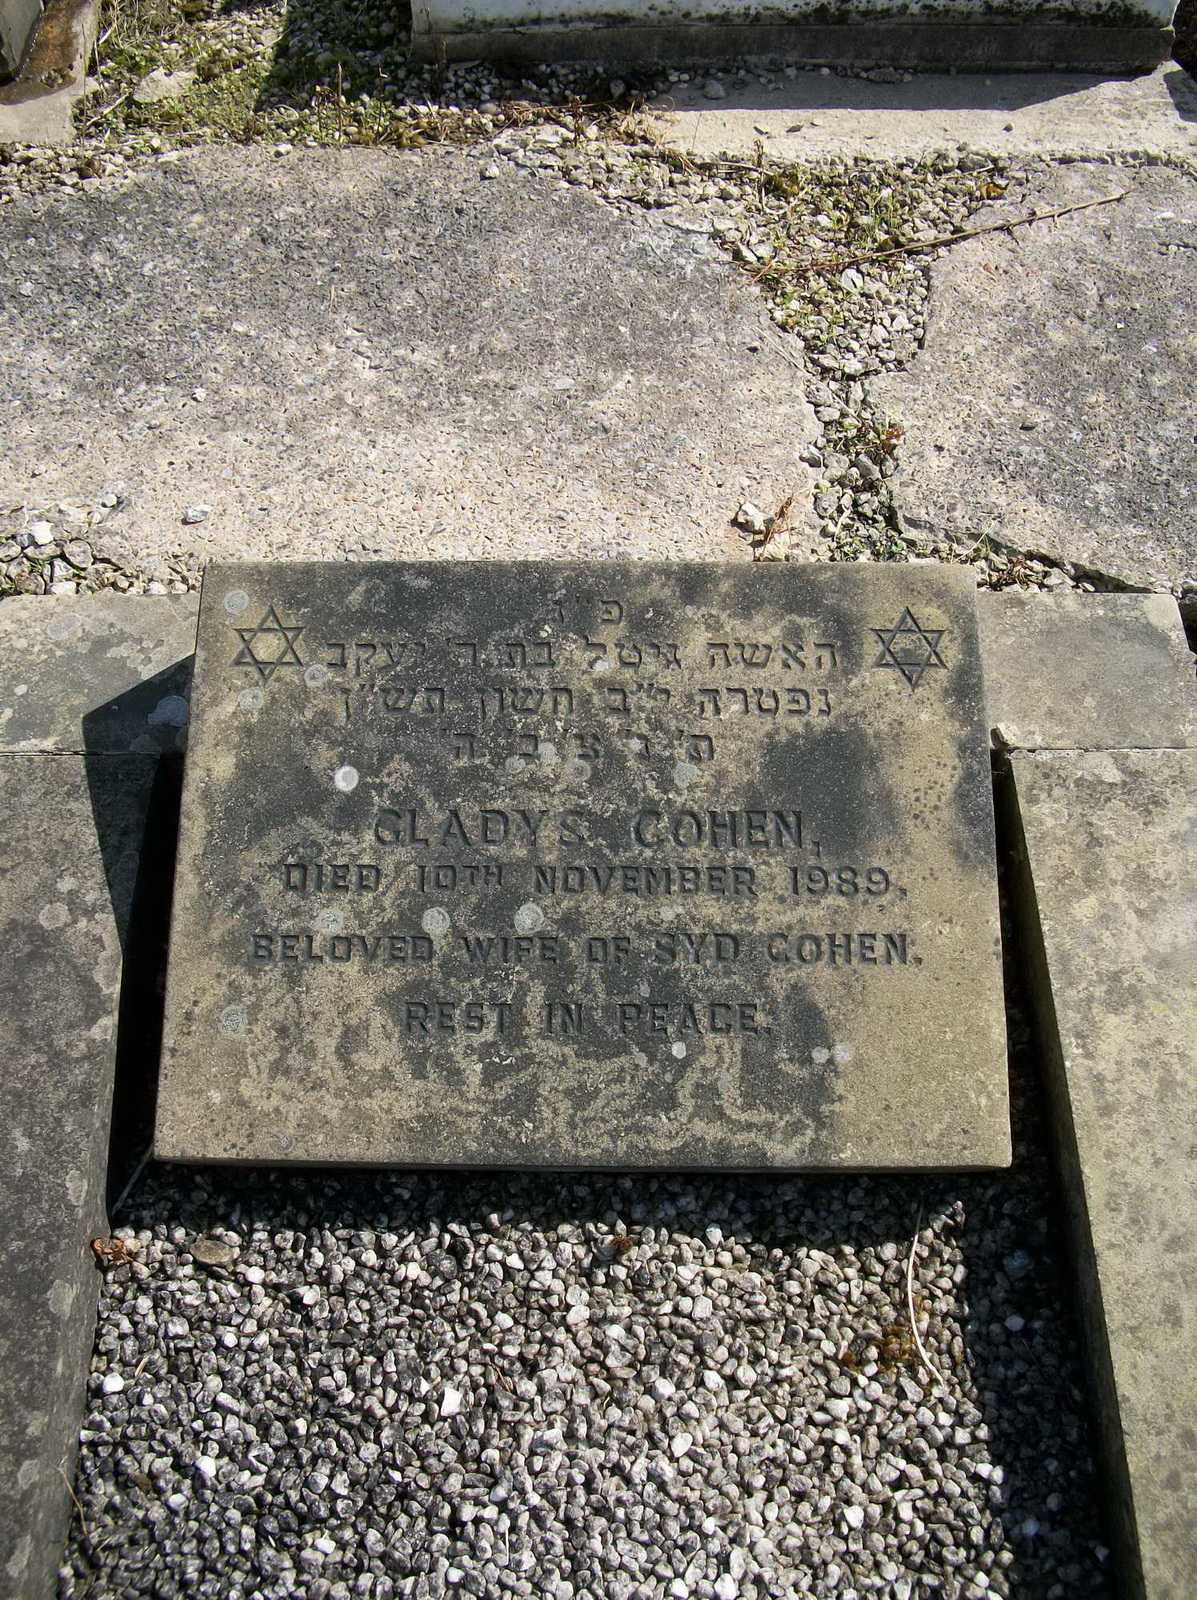 פ"נ
האשה גיטל בת ר' יעקב
נפטרה י"ב חשון תש"ן
ת' נ' צ' ב' ה'
GLADYS COHEN,
DIED 10TH NOVEMBER 1989.
BELOVED WIFE OF SYD COHEN.
REST IN PEACE.